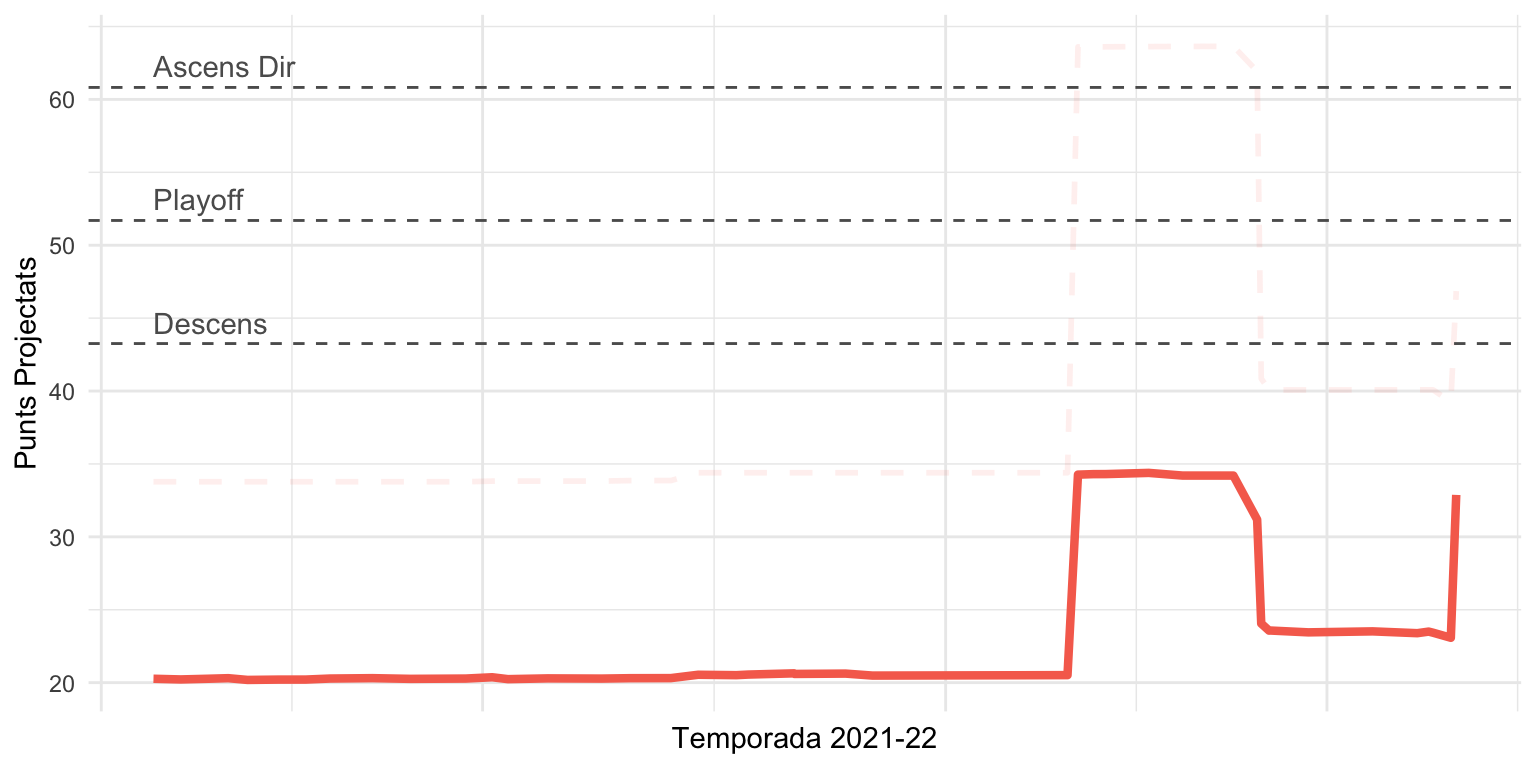 Ascens Dir
60
Playoff
50
Descens
40
30
20
Punts Projectats
Temporada 2021-22